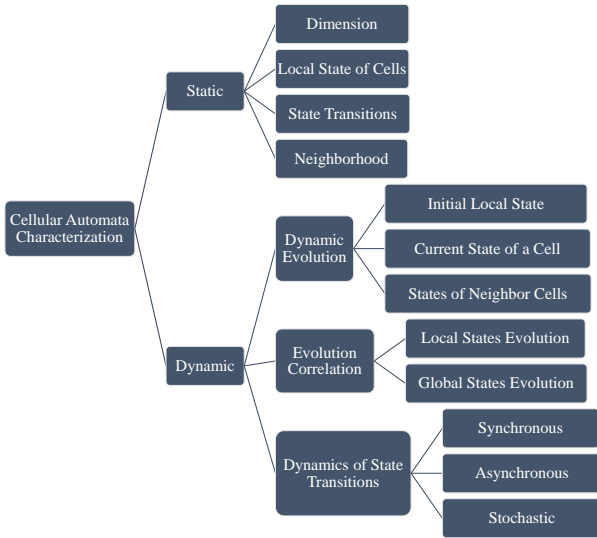 Cellular Automata
Characterization
Static
Dimension
Local State of Cells
State Transitions
Neighborhood
Dynamic
Dynamic
Evolution
Initial Local State
Current State of a Cell
States of Neighbor Cells
Evolution
Correlation
Local States Evolution
Global States Evolution
Dynamics of State
Transitions
Synchronous
Asynchronous
Stochastic